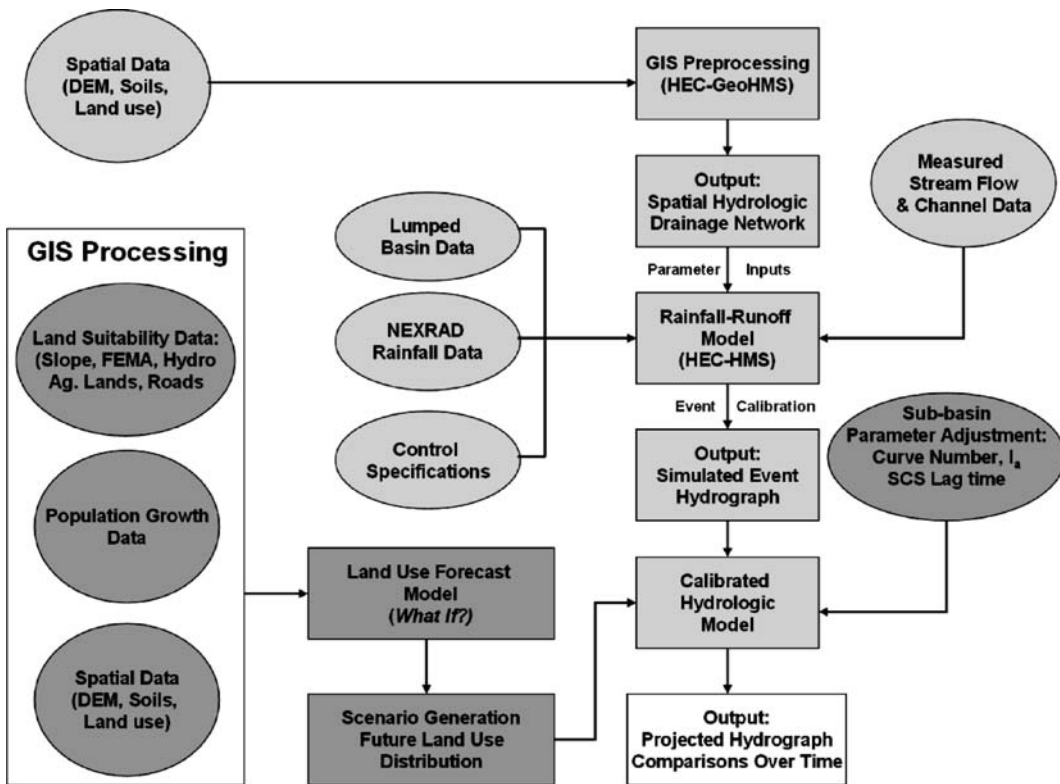 Spatial Data
(DEM, Soils,
Land use)
GIS Preprocessing
(HEC-GeoHMS)
Output:
Spatial Hydrologic
Drainage Network
Measured
Stream Flow
& Channel Data
Lumped
Basin Data
Parameter Inputs
GIS Processing
Land Suitability Data:
(Slope, FEMA, Hydro
Ag. Lands, Roads
NEXRAD
Rainfall Data
Rainfall-Runoff
Model
(HEC-HMS)
Event Calibration
Control
Specifications
Output:
Simulated Event
Hydrograph
Sub-basin
Parameter Adjustment:
Curve Number, Ia
SCS Lag time
Population Growth
Data
Land Use Forecast
Model
(What If?)
Calibrated
Hydrologic
Model
Spatial Data
(DEM, Soils,
Land use)
Scenario Generation
Future Land Use
Distribution
Output:
Projected Hydrograph
Comparisons Over Time